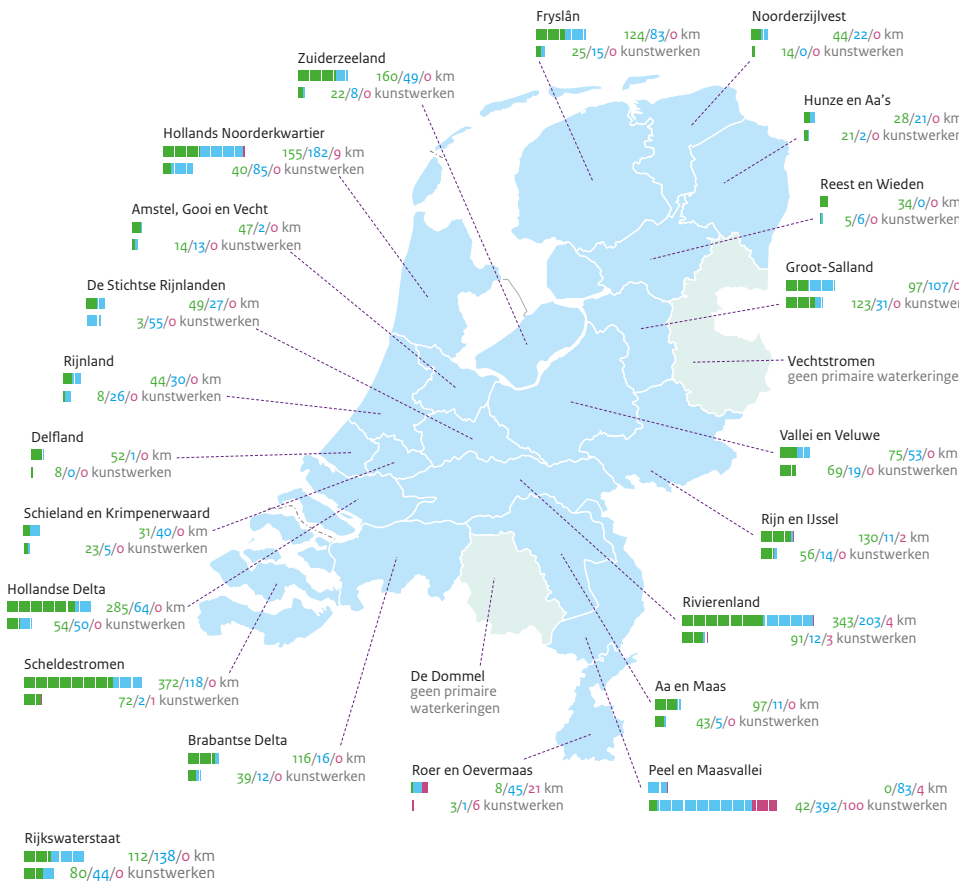 Fryslân
124/83/0 km
25/15/0 kunstwerken
Noorderzijlvest
44/22/0 km
14/0/0 kunstwerken
Zuiderzeeland
160/49/0 km
22/8/0 kunstwerken
Hunze en Aa's
28/21/0 km
21/2/0 kunstwerken
Hollands Noorderkwartier
155/182/9 km
40/85/0 kunstwerken
Reest en Wieden
34/0/0 km
5/6/0 kunstwerken
Amstel, Gooi en Vecht
47/2/0 km
14/13/0 kunstwerken
Groot-Salland
97/107/0
123/31/0 kunstwerken
De Stichtse Rijnlanden
49/27/0 km
3/55/0 kunstwerken
Vechtstromen
geen primaire waterkeringe
Rijnland
44/30/0 km
8/26/0 kunstwerken
Delfland
52/1/0 km
8/0/0 kunstwerken
Vallei en Veluwe
75/53/0 km
69/19/0 kunstwerken
Schieland en Krimpenerwaard
31/40/0 km
23/5/0 kunstwerken
Rijn en IJssel
130/11/2 km
56/14/0 kunstwerken
Hollandse Delta
285/64/0 km
54/50/0 kunstwerken
Rivierenland
343/203/4 km
91/12/3 kunstwerken
Scheldestromen
372/118/0 km
72/2/1 kunstwerken
De Dommel
geen primaire
waterkeringen
Aa en Maas
97/11/0 km
43/5/0 kunstwerken
Brabantse Delta
116/16/0 km
39/12/0 kunstwerken
Roer en Oevermaas
8/45/21 km
3/1/6 kunstwerken
Peel en Maasvallei
0/83/4 km
42/392/100 kunstwerken
Rijkswaterstaat
112/138/0 km
80/44/0 kunstwerken